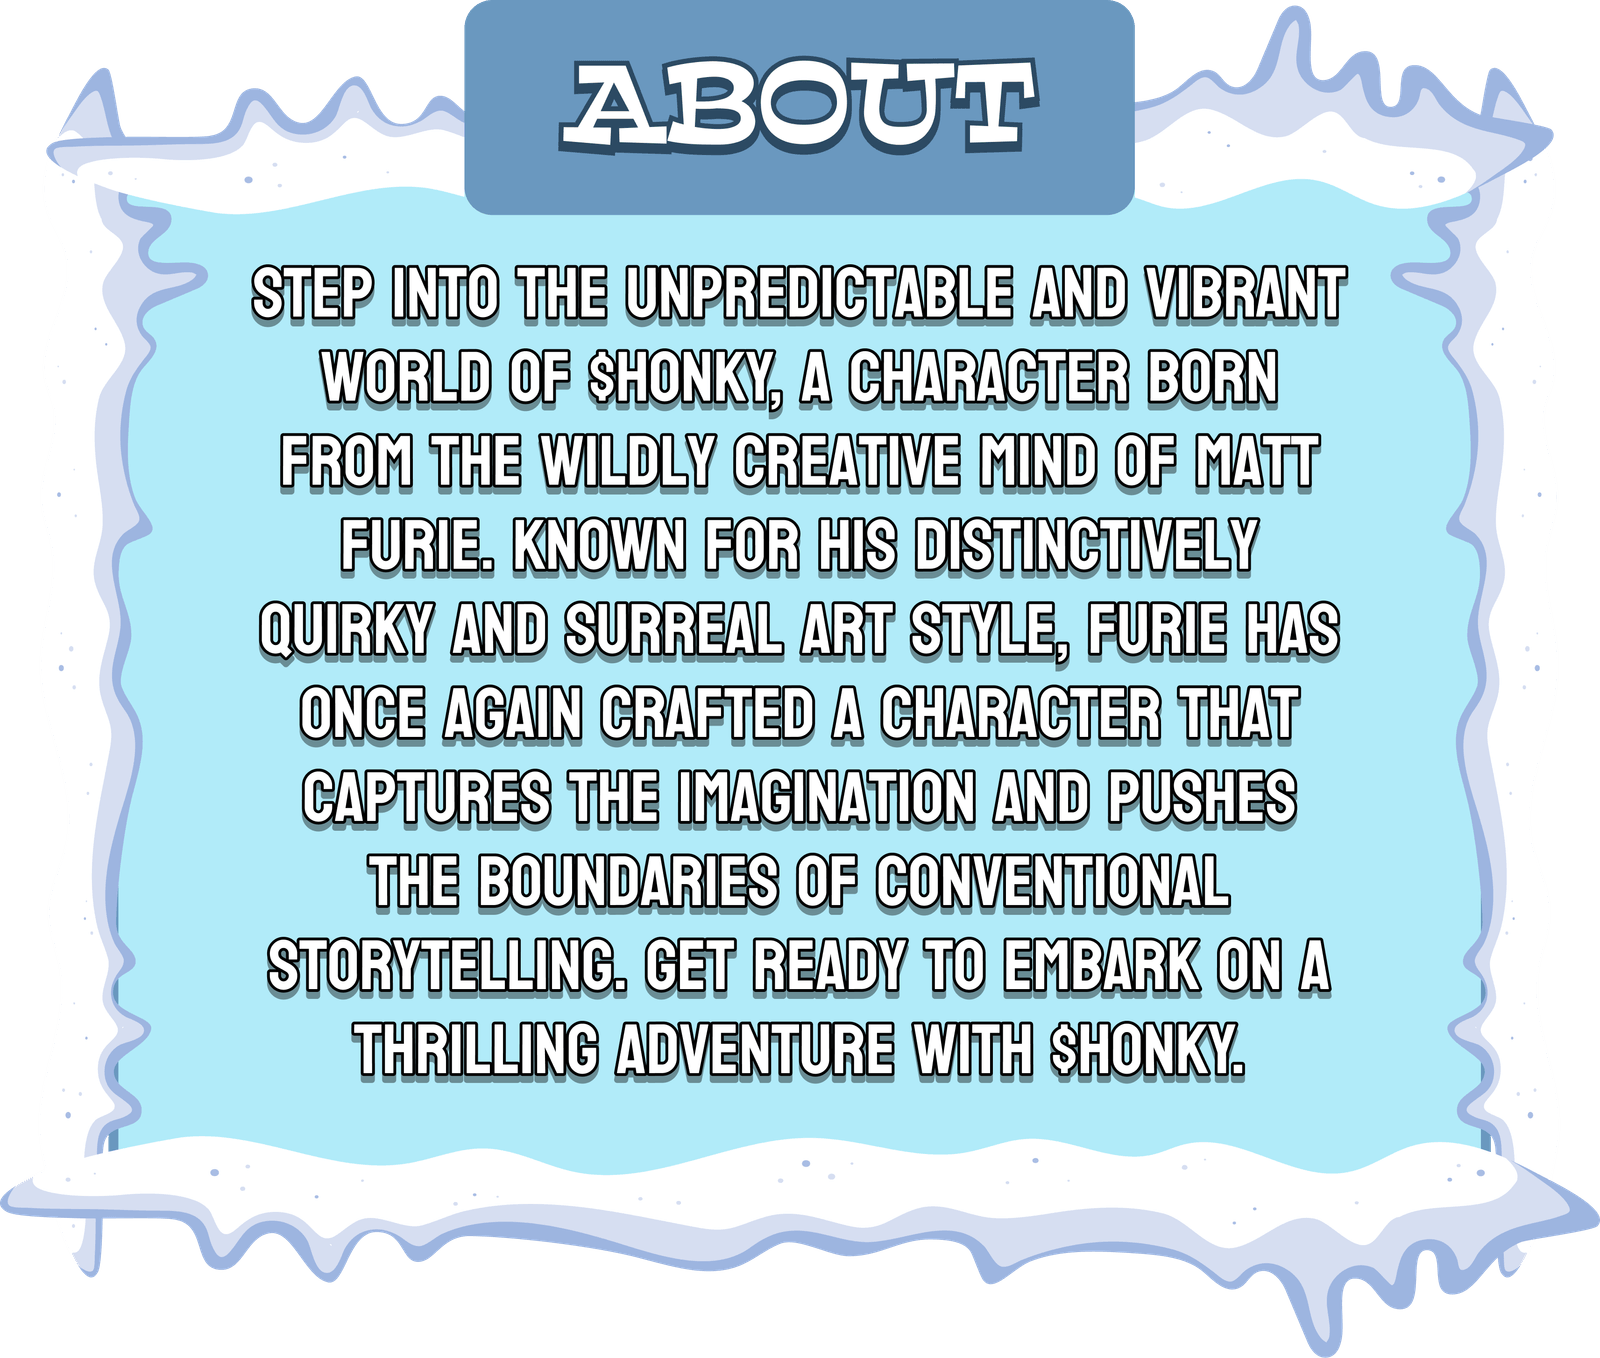 ABOUT
STEP INTO THE UNPREDICTABLE AND VIBRANT
WORLD OF $HONKY, A CHARACTER BORN
FROM THE WILDLY CREATIVE MIND OF MATT
FURIE. KNOWN FOR HIS DISTINCTIVELY
QUIRKY AND SURREAL ART STYLE, FURIE HAS
ONCE AGAIN CRAFTED A CHARACTER THAT
CAPTURES THE IMAGINATION AND PUSHES
THE BOUNDARIES OF CONVENTIONAL
STORYTELLING. GET READY TO EMBARK ON A
THRILLING ADVENTURE WITH $HONKY.